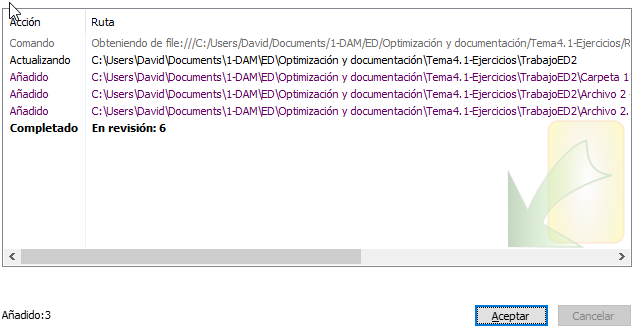 Acción Ruta
Comando Obteniendo de file:///C:/Users/David/Documents/1-DAM/ED/Optimización y documentación/Tema4.1-Ejercicios/R
Actualizando C:\Users\David\Documents\1-DAM\ED\Optimización y documentación\Tema4.1-Ejercicios\TrabajoED2
Añadido C:\Users\David\Documents\1-DAM\ED\Optimización y documentación\Tema4.1-Ejercicios\TrabajoED2\Carpeta 1
Añadido C:\Users\David\Documents\1-DAM\ED\Optimización y documentación\Tema4.1-Ejercicios\TrabajoED2\Archivo 2
Añadido C:\Users\David\Documents\1-DAM\ED\Optimización y documentación\Tema4.1-Ejercicios\TrabajoED2\Archivo 2.
Completado En revisión: 6
Añadido:3 Aceptar Cancelar